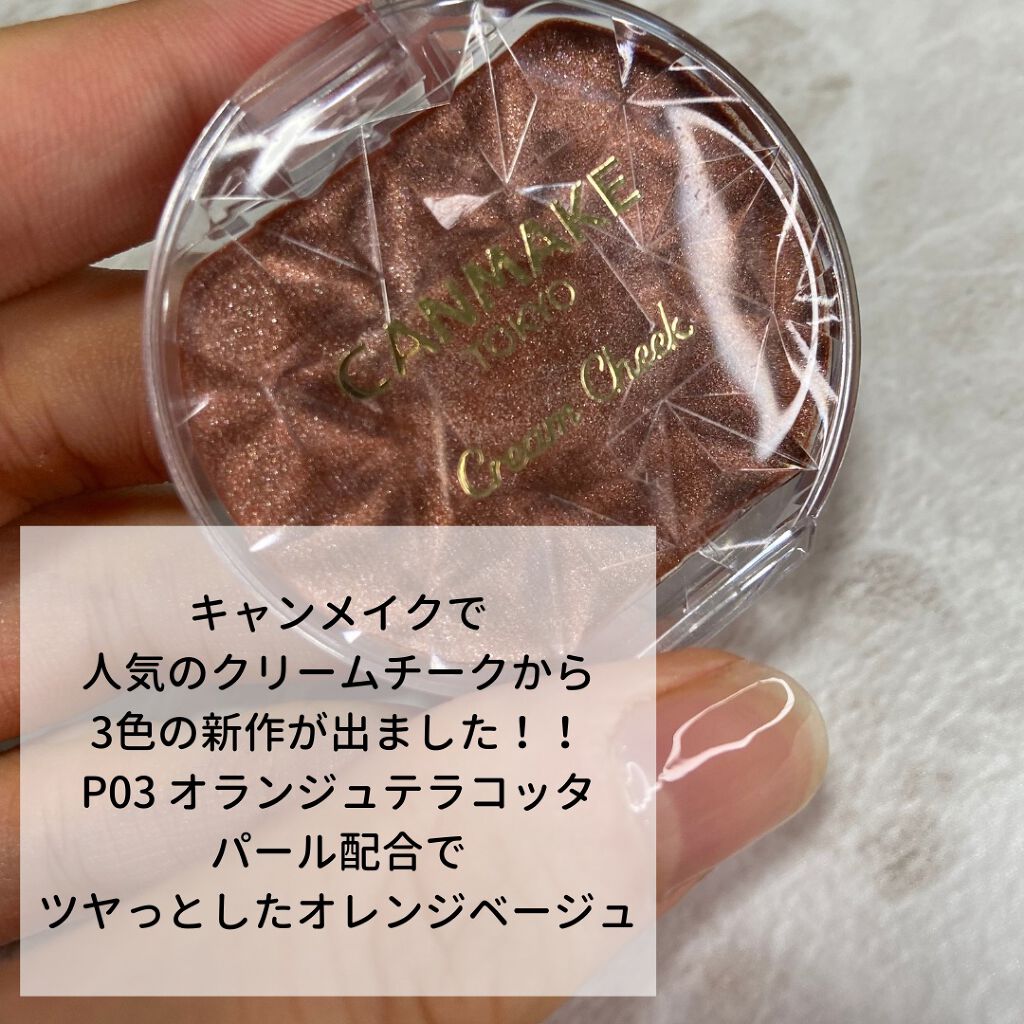 CANMAKE
TOKYO
Cream Cheek
キャンメイクで
人気のクリームチークから
3色の新作が出ました！！
P03 オランジュテラコッタ
パール配合で
ツヤっとしたオレンジベージュ